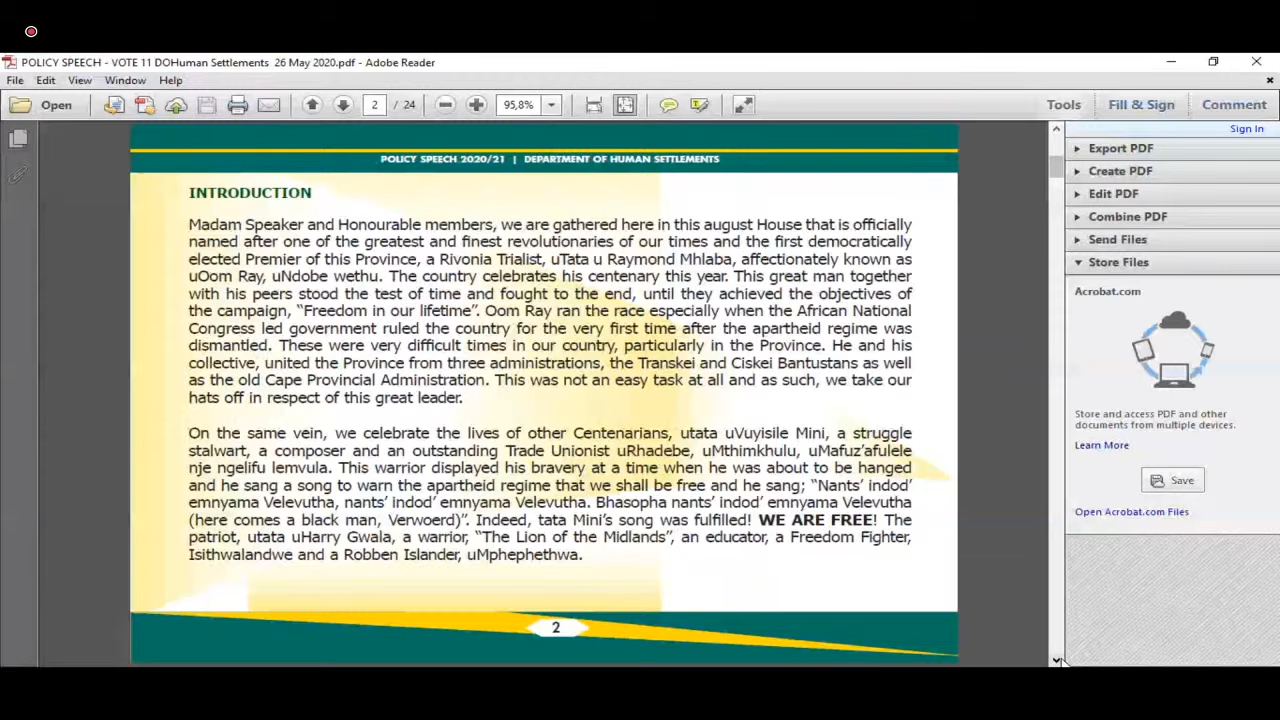 POLICY SPEECH - VOTE 11 DOHuman Settlements  26 May 2020.pdf - Adobe Reader
File Edit View Window Help
Open 2 / 24 95,8% Tools Fill & Sign Comment
Sign In
POLICY SPEECH 2020/21 | DEPARTMENT OF HUMAN SETTLEMENTS
INTRODUCTION
Madam Speaker and Honourable members, we are gathered here in this august House that is officially
named after one of the greatest and finest revolutionaries of our times and the first democratically
elected Premier of this Province, a Rivonia Trialist, uTata u Raymond Mhlaba, affectionately known as
uOom Ray, uNdobe wethu. The country celebrates his centenary this year. This great man together
with his peers stood the test of time and fought to the end, until they achieved the objectives of
the campaign, “Freedom in our lifetime”. Oom Ray ran the race especially when the African National
Congress led government ruled the country for the very first time after the apartheid regime was
dismantled. These were very difficult times in our country, particularly in the Province. He and his
collective, united the Province from three administrations, the Transkei and Ciskei Bantustans as well
as the old Cape Provincial Administration. This was not an easy task at all and as such, we take our
hats off in respect of this great leader.
On the same vein, we celebrate the lives of other Centenarians, utata uVuyisile Mini, a struggle
stalwart, a composer and an outstanding Trade Unionist uRhadebe, uMthimkhulu, uMafuz’afulele
nje ngelifu lemvula. This warrior displayed his bravery at a time when he was about to be hanged
and he sang a song to warn the apartheid regime that we shall be free and he sang; “Nants’ indod’
emnyama Velevutha, nants’ indod’ emnyama Velevutha. Bhasopha nants’ indod’ emnyama Velevutha
(here comes a black man, Verwoerd)”. Indeed, tata Mini’s song was fulfilled! WE ARE FREE! The
patriot, utata uHarry Gwala, a warrior, “The Lion of the Midlands”, an educator, a Freedom Fighter,
Isithwalandwe and a Robben Islander, uMphephethwa.
2
Export PDF
Create PDF
Edit PDF
Combine PDF
Send Files
Store Files
Acrobat.com
Store and access PDF and other
documents from multiple devices.
Learn More
Save
Open Acrobat.com Files